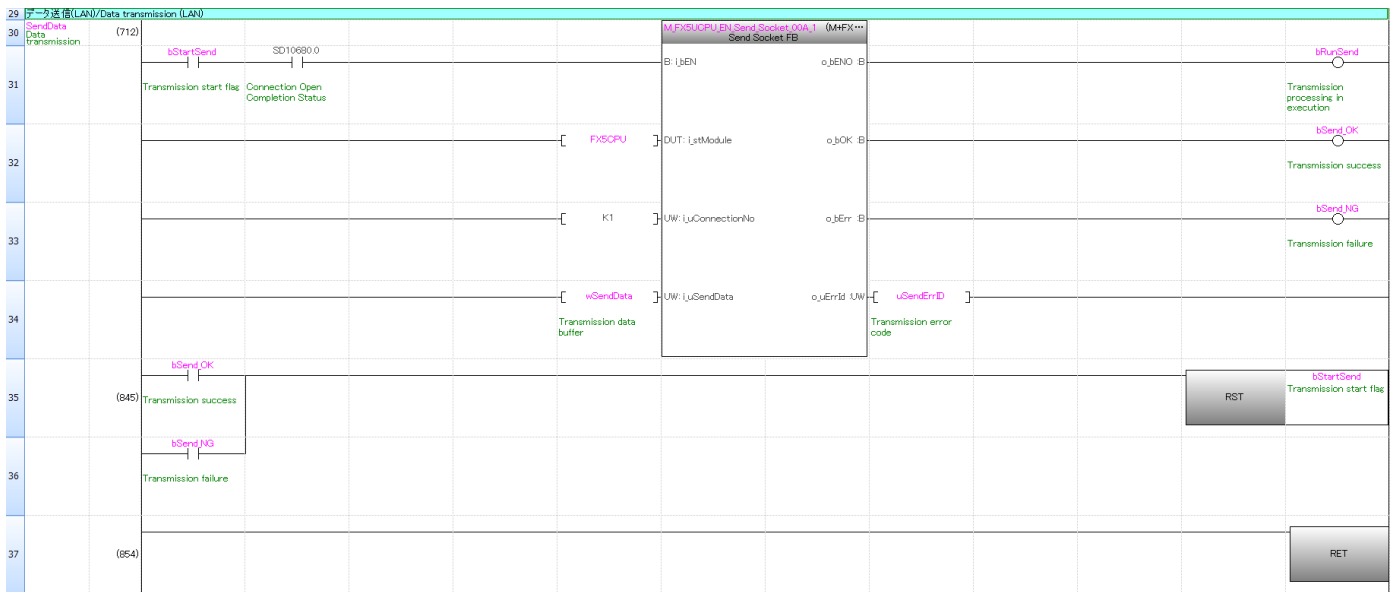 29 データ送信(LAN)/Data transmission (LAN)
30 SendData (712) M_FX5UCPU_EN_Send_Socket_00A_1 (M+FX…
Data transmission
Send Socket FB
bStartSend SD10680.0 bRunSend
B: i_bEN o_bENO :B
31 Transmission start flag Connection Open Completion Status Transmission processing in execution
bSend_OK
[ FX5CPU ] DUT: i_stModule o_bOK :B
32 Transmission success
bSend_NG
[ K1 ] UW: i_uConnectionNo o_bErr :B
33 Transmission failure
[ wSendData ] UW: i_uSendData o_uErrId :UW [ uSendErrID ]
34 Transmission data buffer Transmission error code
bSend_OK bStartSend
35 (845) Transmission success RST Transmission start flag
bSend_NG
36 Transmission failure
37 (854) RET